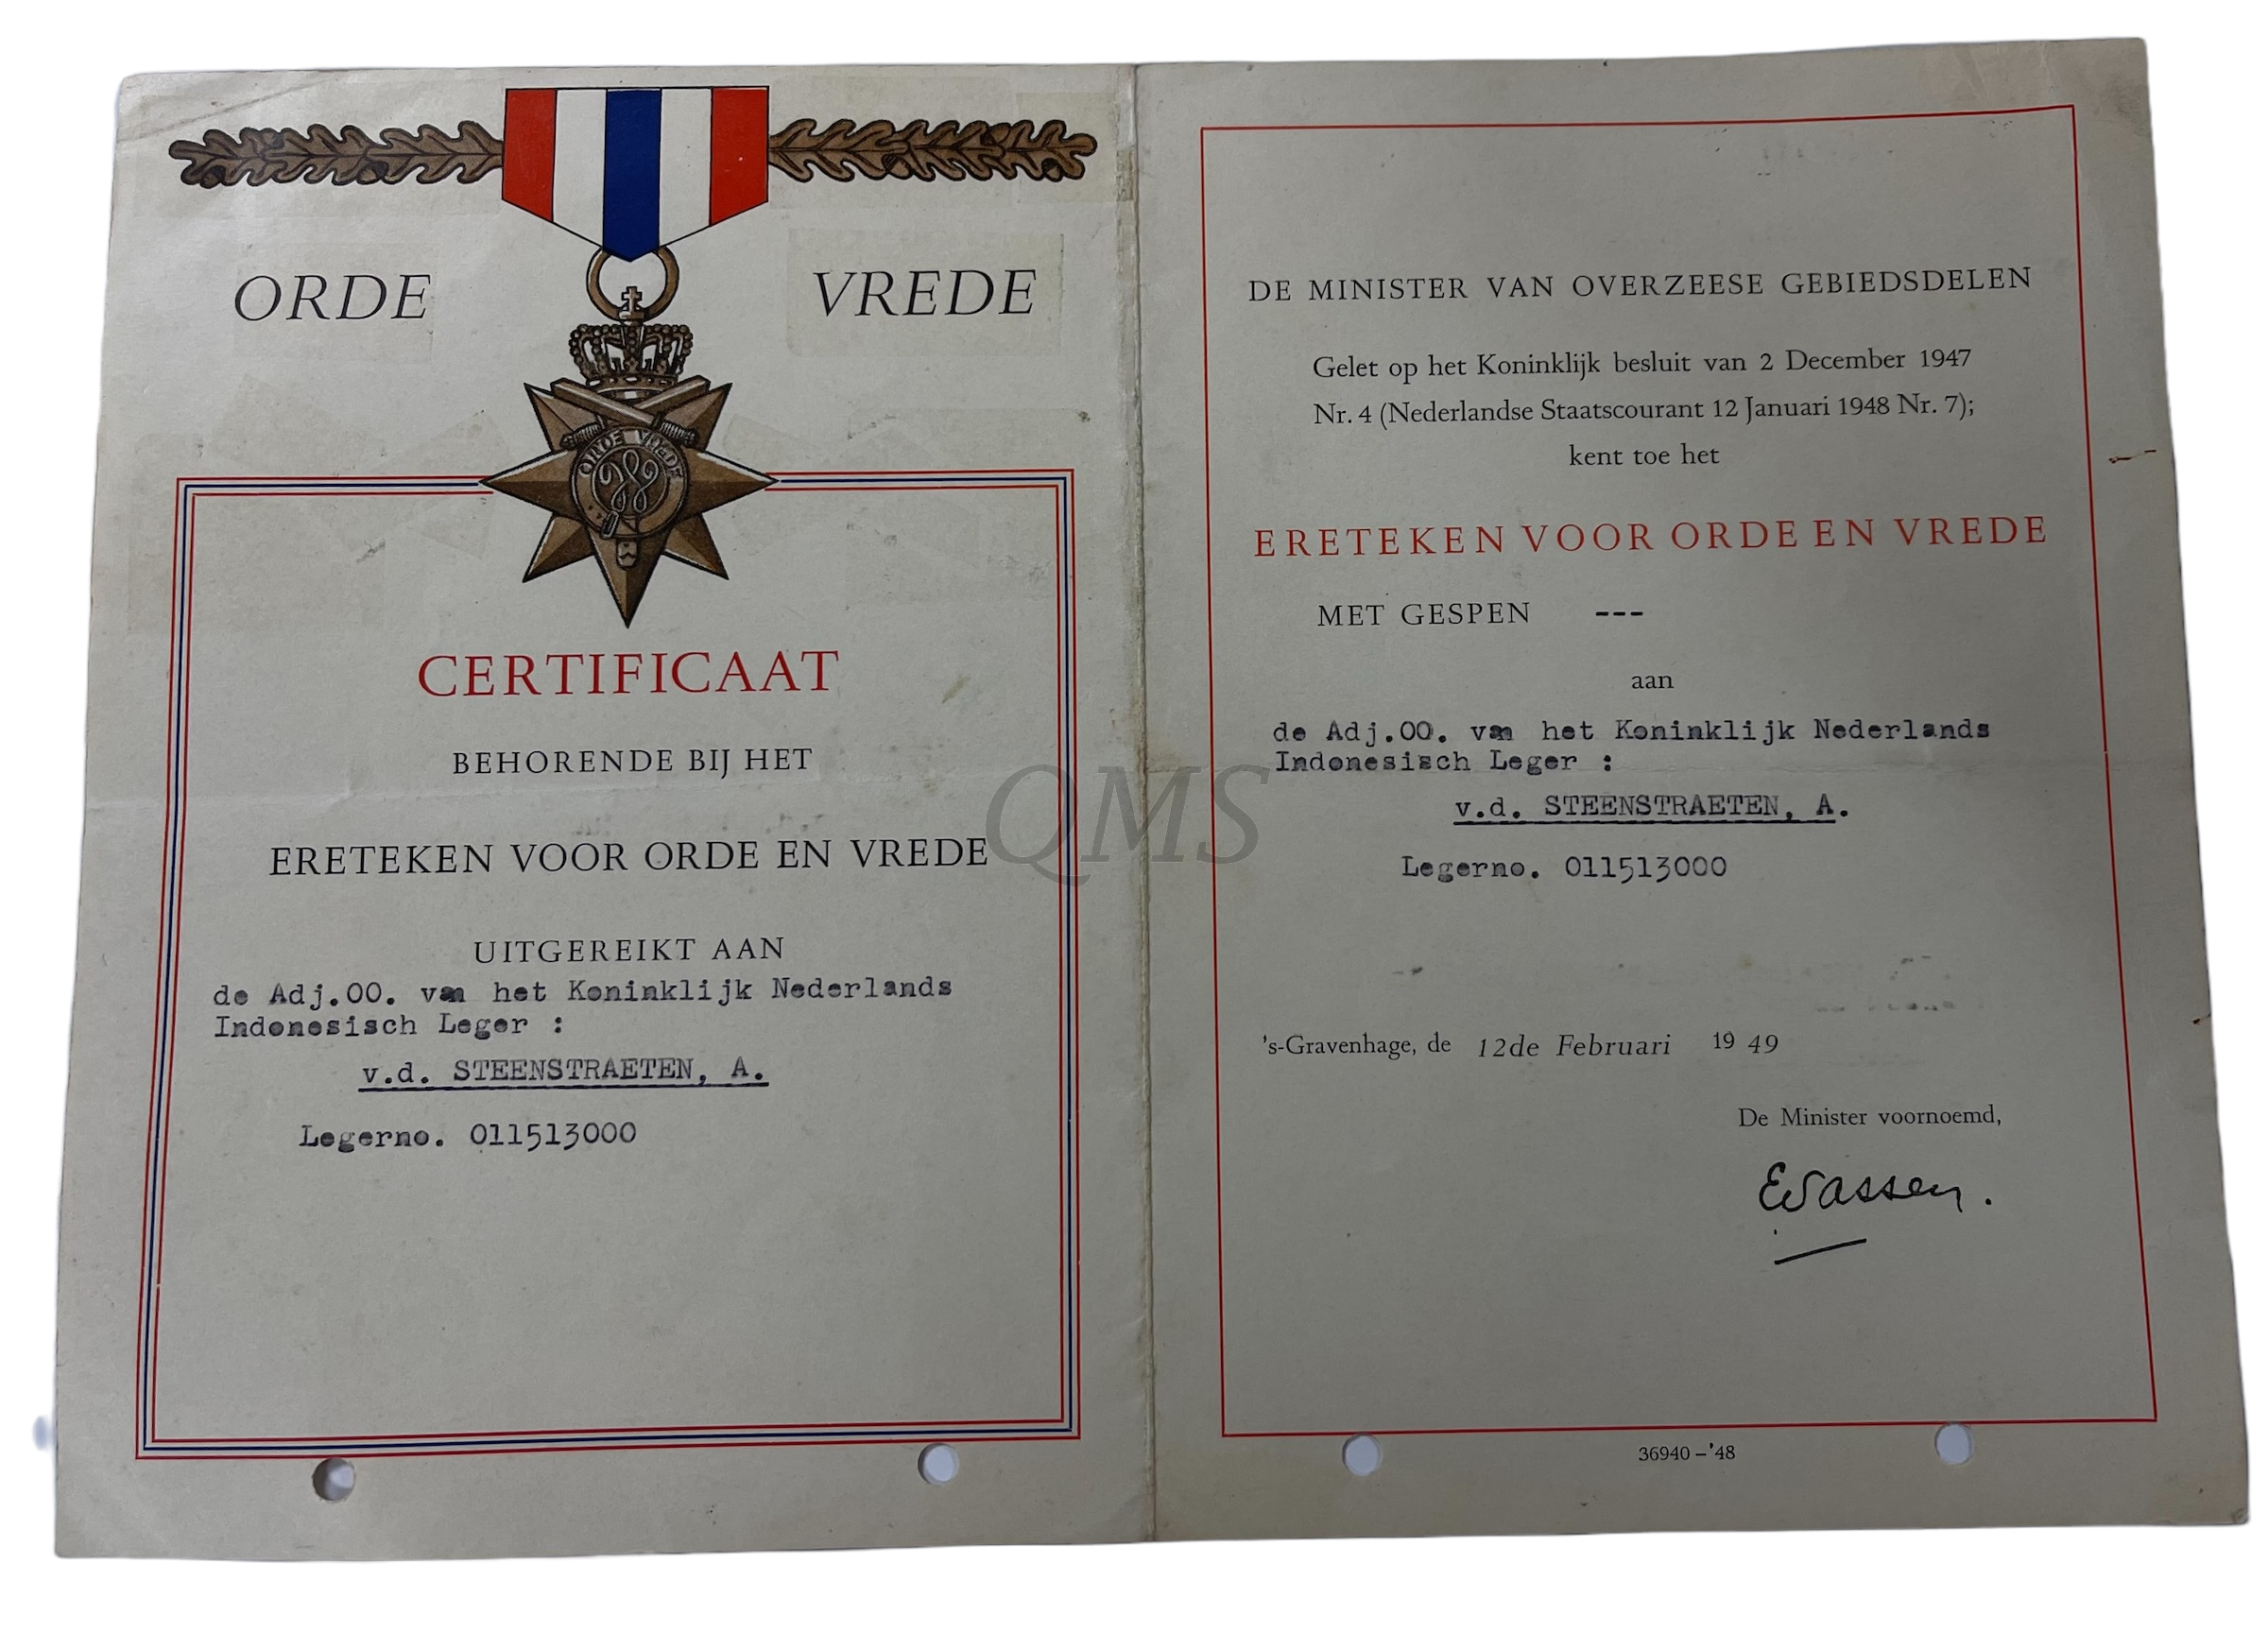 ORDE VREDE
ORDE VREDE
CERTIFICAAT
BEHORENDE BIJ HET
ERETEKEN VOOR ORDE EN VREDE
UITGEREIKT AAN
de Adj.OO. van het Koninklijk Nederlands
Indonesisch Leger :
v.d. STEENSTRAETEN, A.
Legerno. 011513000
DE MINISTER VAN OVERZEESE GEBIEDSDELEN
Gelet op het Koninklijk besluit van 2 December 1947
Nr. 4 (Nederlandse Staatscourant 12 Januari 1948 Nr. 7);
kent toe het
ERETEKEN VOOR ORDE EN VREDE
MET GESPEN ---
aan
de Adj.OO. van het Koninklijk Nederlands
Indonesisch Leger :
v.d. STEENSTRAETEN, A.
Legerno. 011513000
's-Gravenhage, de 12de Februari 19 49
De Minister voornoemd,
ESassen.
36940 – '48
QMS